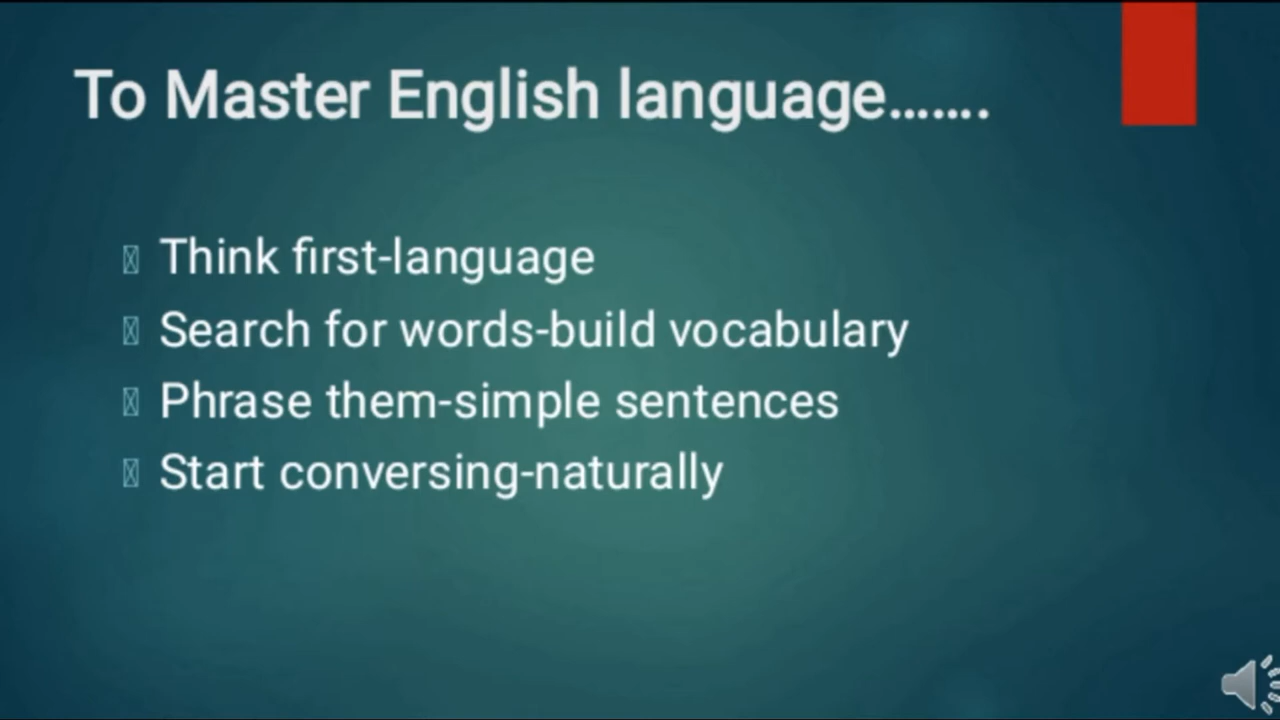 To Master English language.......
Think first-language
Search for words-build vocabulary
Phrase them-simple sentences
Start conversing-naturally